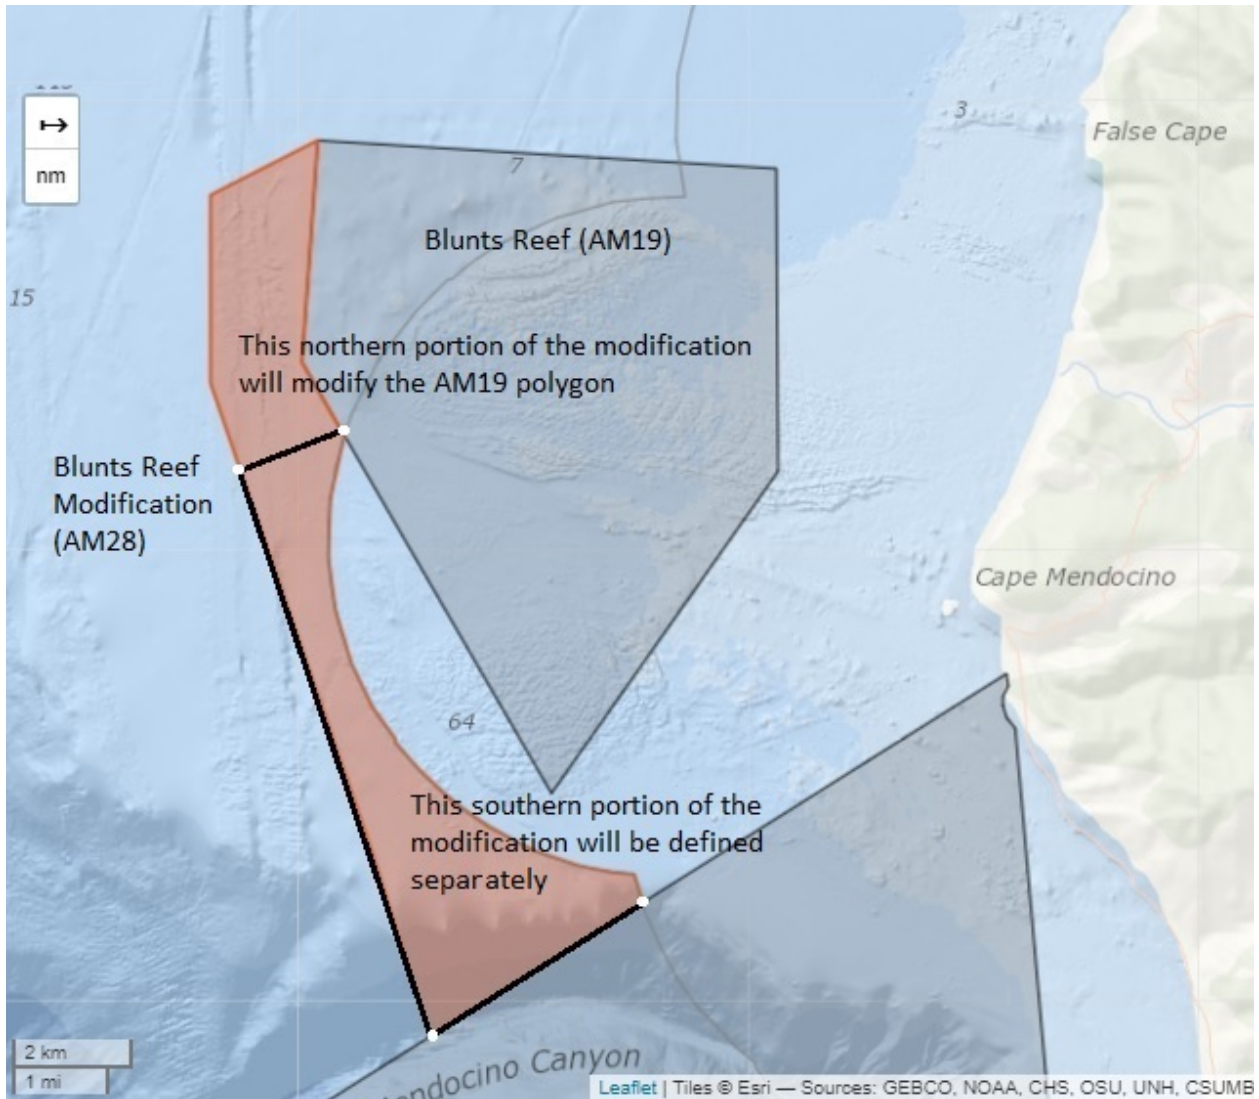 nm
3
False Cape
7
Blunts Reef (AM19)
15
This northern portion of the modification
will modify the AM19 polygon
Blunts Reef
Modification
(AM28)
Cape Mendocino
64
This southern portion of the
modification will be defined
separately
2 km
1 mi
Mendocino Canyon
Leaflet | Tiles © Esri — Sources: GEBCO, NOAA, CHS, OSU, UNH, CSUMB